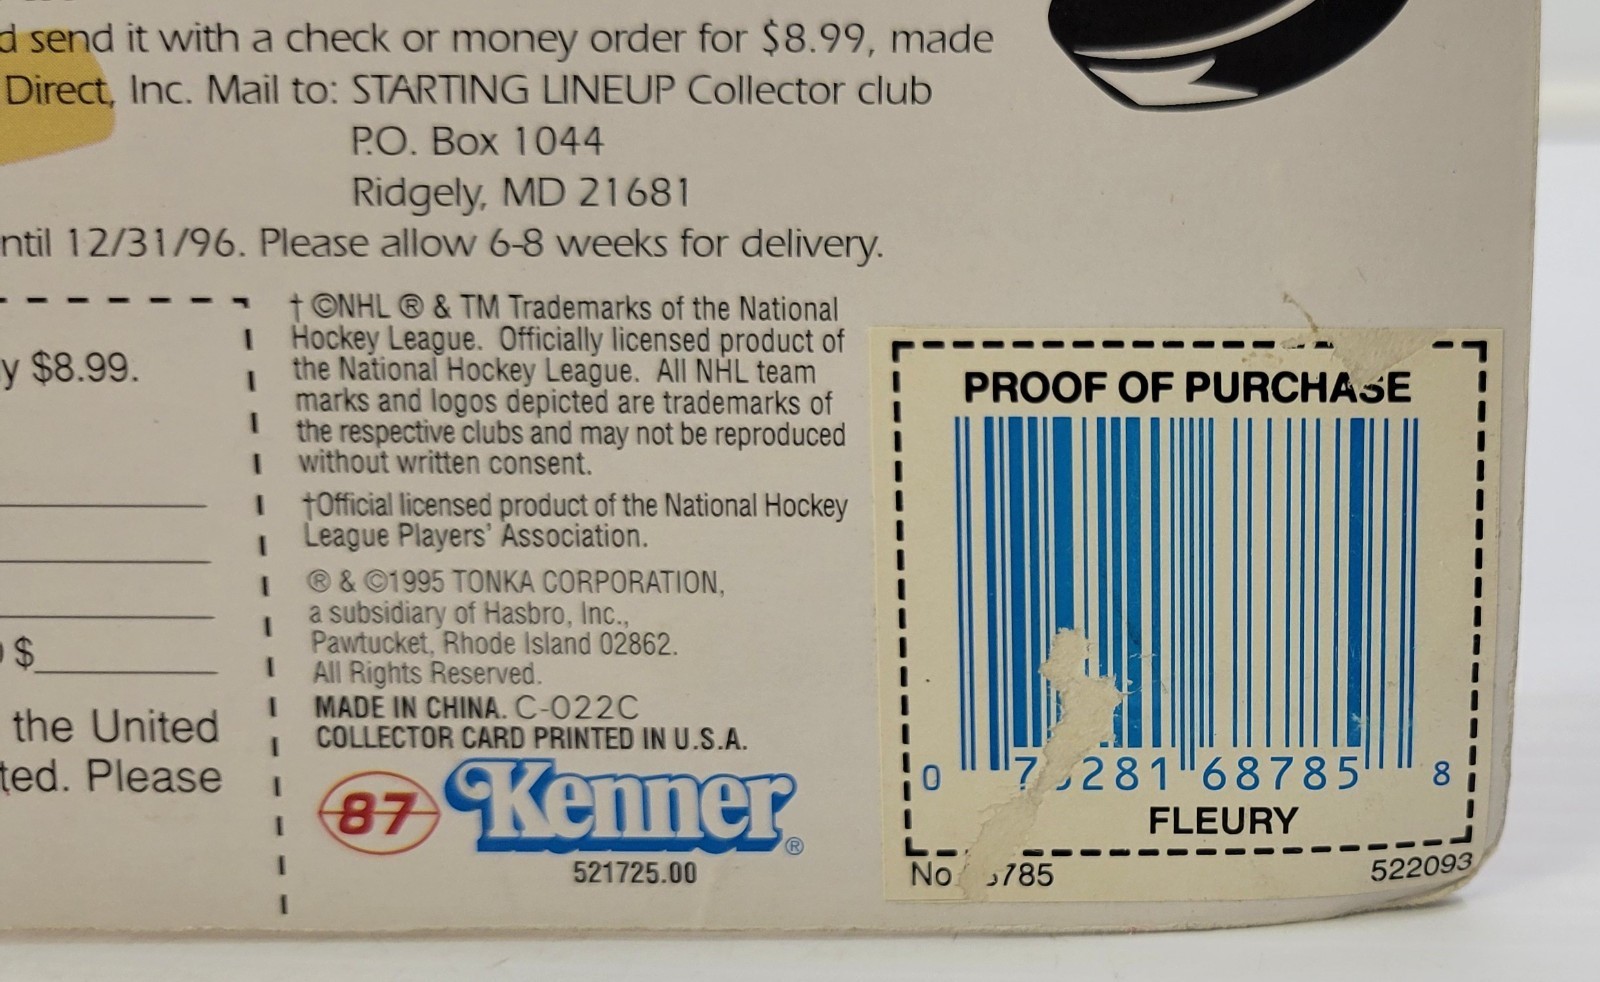 d send it with a check or money order for $8.99, made
Direct, Inc. Mail to: STARTING LINEUP Collector club
P.O. Box 1044
Ridgely, MD 21681
ntil 12/31/96. Please allow 6-8 weeks for delivery.
y $8.99.
$
the United
ted. Please
† ©NHL ® & TM Trademarks of the National
Hockey League. Officially licensed product of
the National Hockey League. All NHL team
marks and logos depicted are trademarks of
the respective clubs and may not be reproduced
without written consent.
†Official licensed product of the National Hockey
League Players' Association.
® & ©1995 TONKA CORPORATION,
a subsidiary of Hasbro, Inc.,
Pawtucket, Rhode Island 02862.
All Rights Reserved.
MADE IN CHINA. C-022C
COLLECTOR CARD PRINTED IN U.S.A.
87 Kenner ®
521725.00
PROOF OF PURCHASE
0 7 281 68785 8
FLEURY
No 785 522093